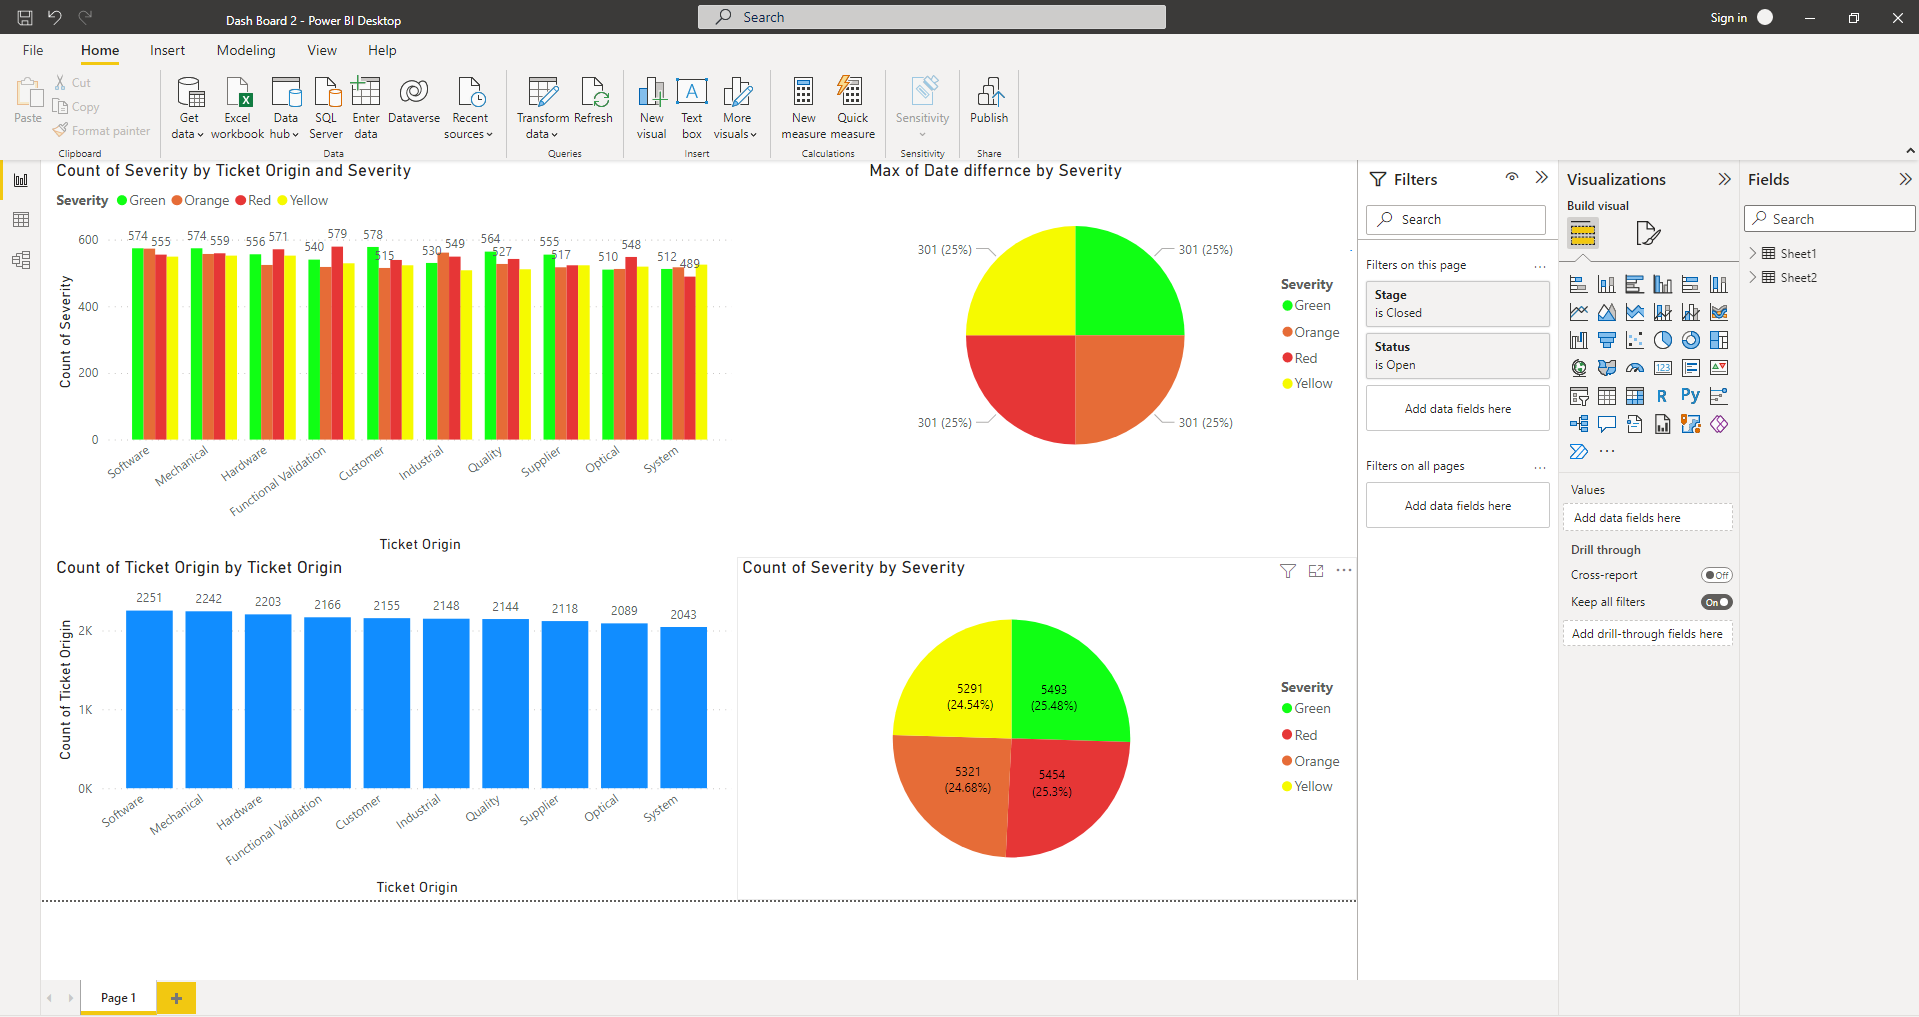 Dash Board 2 - Power BI Desktop
Search
Sign in
File Home Insert Modeling View Help
Paste
Cut
Copy
Format painter
Clipboard
Get data
Excel workbook
Data hub
SQL Server
Enter data
Dataverse
Recent sources
Data
Transform data
Refresh
Queries
New visual
Text box
More visuals
Insert
New measure
Quick measure
Calculations
Sensitivity
Sensitivity
Publish
Share
Count of Severity by Ticket Origin and Severity
Severity Green Orange Red Yellow
Count of Severity
600
400
200
0
574 555 574 559 556 571 540 579 578 515 530 549 564 527 555 517 510 548 512 489
Software Mechanical Hardware Functional Validation Customer Industrial Quality Supplier Optical System
Ticket Origin
Max of Date differnce by Severity
301 (25%)
301 (25%)
301 (25%)
301 (25%)
Severity
Green
Orange
Red
Yellow
Count of Ticket Origin by Ticket Origin
Count of Ticket Origin
2K
1K
0K
2251 2242 2203 2166 2155 2148 2144 2118 2089 2043
Software Mechanical Hardware Functional Validation Customer Industrial Quality Supplier Optical System
Ticket Origin
Count of Severity by Severity
5291
(24.54%)
5493
(25.48%)
5321
(24.68%)
5454
(25.3%)
Severity
Green
Red
Orange
Yellow
Filters
Search
Filters on this page
...
Stage
is Closed
Status
is Open
Add data fields here
Filters on all pages
...
Add data fields here
Visualizations
Build visual
123
R
Py
...
Values
Add data fields here
Drill through
Cross-report
Off
Keep all filters
On
Add drill-through fields here
Fields
Search
Sheet1
Sheet2
Page 1